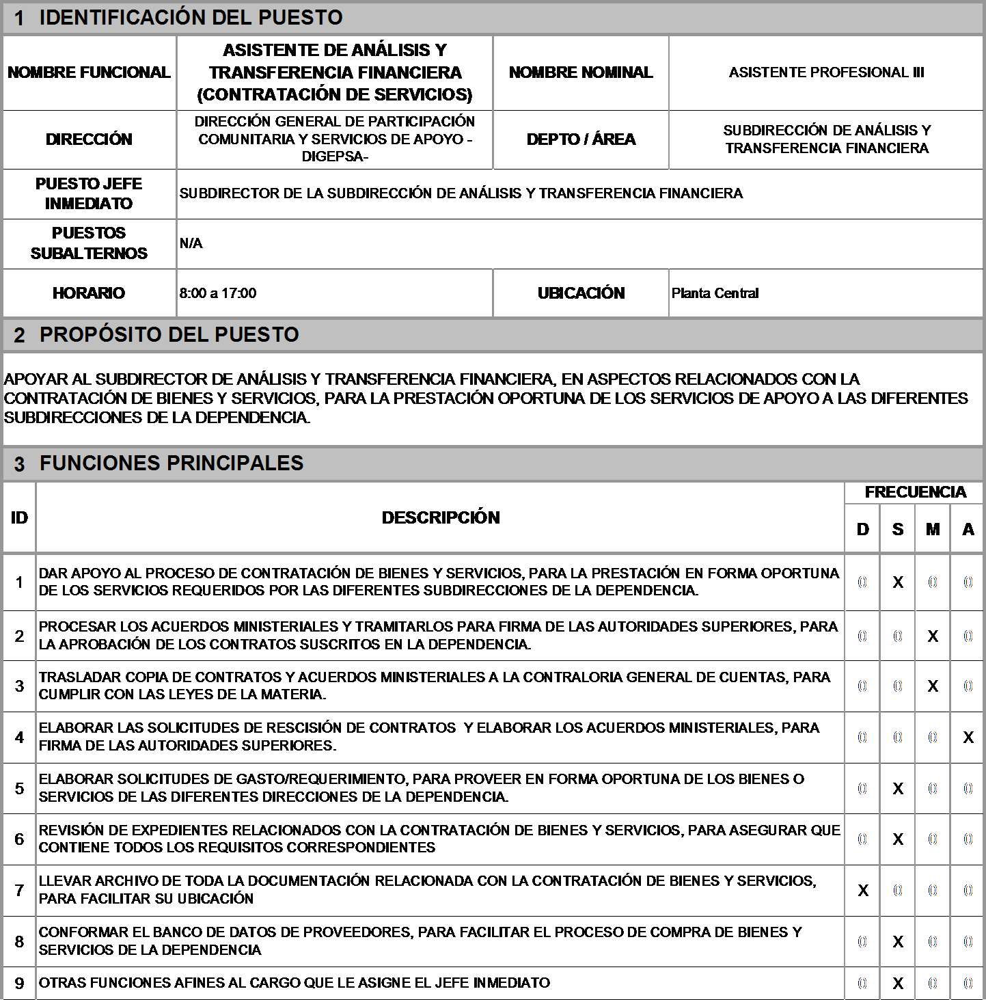 1 IDENTIFICACIÓN DEL PUESTO
NOMBRE FUNCIONAL
ASISTENTE DE ANÁLISIS Y
TRANSFERENCIA FINANCIERA
(CONTRATACIÓN DE SERVICIOS)
NOMBRE NOMINAL
ASISTENTE PROFESIONAL III
DIRECCIÓN
DIRECCIÓN GENERAL DE PARTICIPACIÓN
COMUNITARIA Y SERVICIOS DE APOYO -
DIGEPSA-
DEPTO / ÁREA
SUBDIRECCIÓN DE ANÁLISIS Y
TRANSFERENCIA FINANCIERA
PUESTO JEFE
INMEDIATO
SUBDIRECTOR DE LA SUBDIRECCIÓN DE ANÁLISIS Y TRANSFERENCIA FINANCIERA
PUESTOS
SUBALTERNOS
N/A
HORARIO
8:00 a 17:00
UBICACIÓN
Planta Central
2 PROPÓSITO DEL PUESTO
APOYAR AL SUBDIRECTOR DE ANÁLISIS Y TRANSFERENCIA FINANCIERA, EN ASPECTOS RELACIONADOS CON LA
CONTRATACIÓN DE BIENES Y SERVICIOS, PARA LA PRESTACIÓN OPORTUNA DE LOS SERVICIOS DE APOYO A LAS DIFERENTES
SUBDIRECCIONES DE LA DEPENDENCIA.
3 FUNCIONES PRINCIPALES
ID
DESCRIPCIÓN
FRECUENCIA
D S M A
1
DAR APOYO AL PROCESO DE CONTRATACIÓN DE BIENES Y SERVICIOS, PARA LA PRESTACIÓN EN FORMA OPORTUNA
DE LOS SERVICIOS REQUERIDOS POR LAS DIFERENTES SUBDIRECCIONES DE LA DEPENDENCIA.
0 X 0 0
2
PROCESAR LOS ACUERDOS MINISTERIALES Y TRAMITARLOS PARA FIRMA DE LAS AUTORIDADES SUPERIORES, PARA
LA APROBACIÓN DE LOS CONTRATOS SUSCRITOS EN LA DEPENDENCIA.
0 0 X 0
3
TRASLADAR COPIA DE CONTRATOS Y ACUERDOS MINISTERIALES A LA CONTRALORIA GENERAL DE CUENTAS, PARA
CUMPLIR CON LAS LEYES DE LA MATERIA.
0 0 X 0
4
ELABORAR LAS SOLICITUDES DE RESCISIÓN DE CONTRATOS Y ELABORAR LOS ACUERDOS MINISTERIALES, PARA
FIRMA DE LAS AUTORIDADES SUPERIORES.
0 0 0 X
5
ELABORAR SOLICITUDES DE GASTO/REQUERIMIENTO, PARA PROVEER EN FORMA OPORTUNA DE LOS BIENES O
SERVICIOS DE LAS DIFERENTES DIRECCIONES DE LA DEPENDENCIA.
0 X 0 0
6
REVISIÓN DE EXPEDIENTES RELACIONADOS CON LA CONTRATACIÓN DE BIENES Y SERVICIOS, PARA ASEGURAR QUE
CONTIENE TODOS LOS REQUISITOS CORRESPONDIENTES
0 X 0 0
7
LLEVAR ARCHIVO DE TODA LA DOCUMENTACIÓN RELACIONADA CON LA CONTRATACIÓN DE BIENES Y SERVICIOS,
PARA FACILITAR SU UBICACIÓN
X 0 0 0
8
CONFORMAR EL BANCO DE DATOS DE PROVEEDORES, PARA FACILITAR EL PROCESO DE COMPRA DE BIENES Y
SERVICIOS DE LA DEPENDENCIA
0 X 0 0
9
OTRAS FUNCIONES AFINES AL CARGO QUE LE ASIGNE EL JEFE INMEDIATO
0 X 0 0